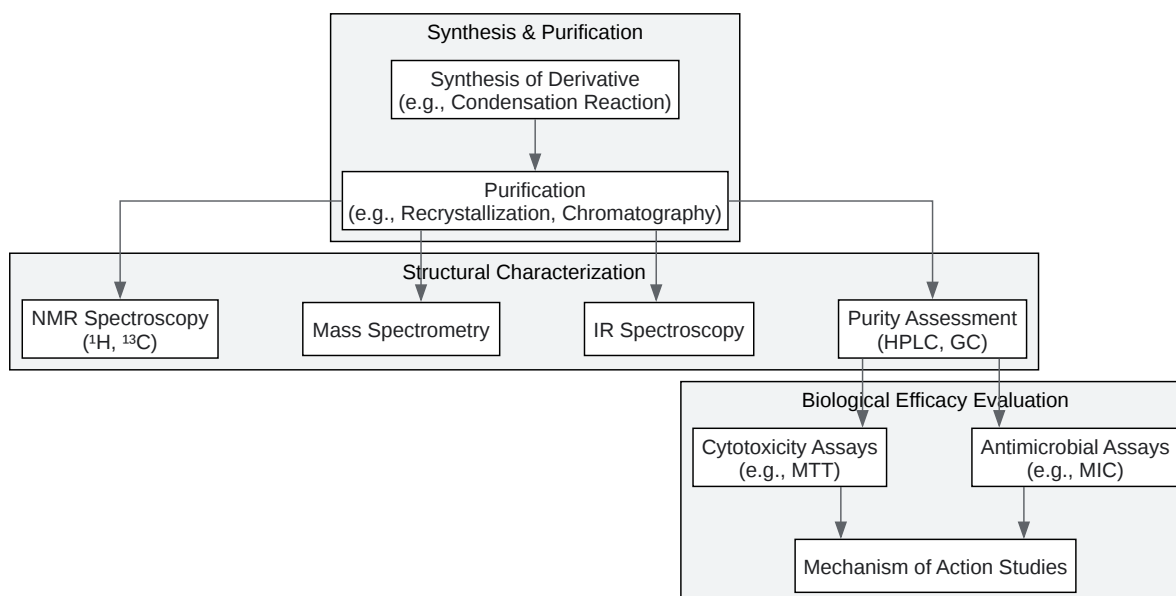 Synthesis & Purification
Synthesis of Derivative
(e.g., Condensation Reaction)
Purification
(e.g., Recrystallization, Chromatography)
Structural Characterization
NMR Spectroscopy
(¹H, ¹³C)
Mass Spectrometry
IR Spectroscopy
Purity Assessment
(HPLC, GC)
Biological Efficacy Evaluation
Cytotoxicity Assays
(e.g., MTT)
Antimicrobial Assays
(e.g., MIC)
Mechanism of Action Studies